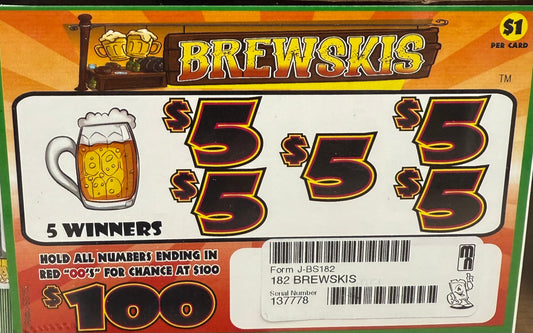 BREWSKIS
$1
PER CARD
TM
$5 $5 $5
$5 $5
5 WINNERS
HOLD ALL NUMBERS ENDING IN
RED "00'S" FOR CHANCE AT $100
$100
Form J-BS182
182 BREWSKIS
Serial Number
137778